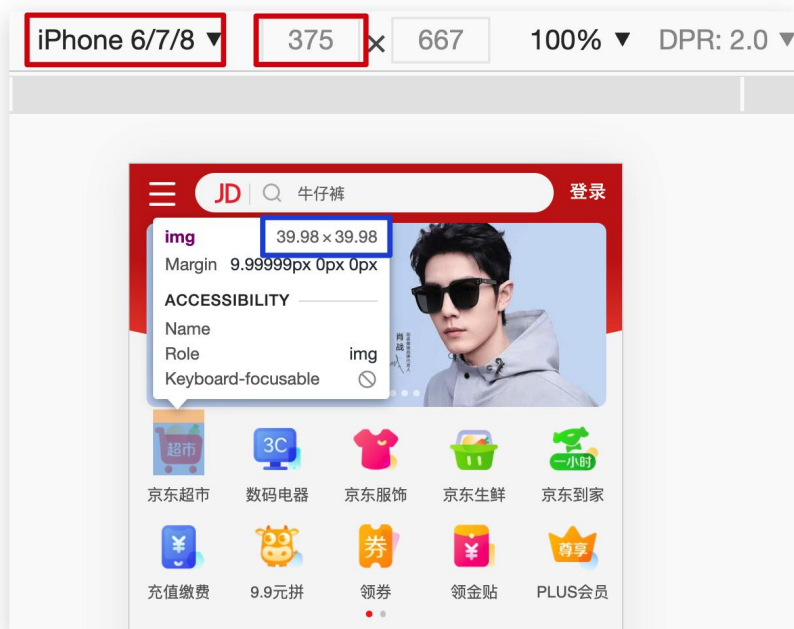 iPhone 6/7/8 ▼ 375 × 667 100% ▼ DPR: 2.0 ▼
JD 牛仔裤 登录
img 39.98 × 39.98
Margin 9.99999px 0px 0px
ACCESSIBILITY
Name
Role img
Keyboard-focusable
肖战
超市 3C 一小时
京东超市 数码电器 京东服饰 京东生鲜 京东到家
¥ 券 ¥ 尊享
充值缴费 9.9元拼 领券 领金贴 PLUS会员